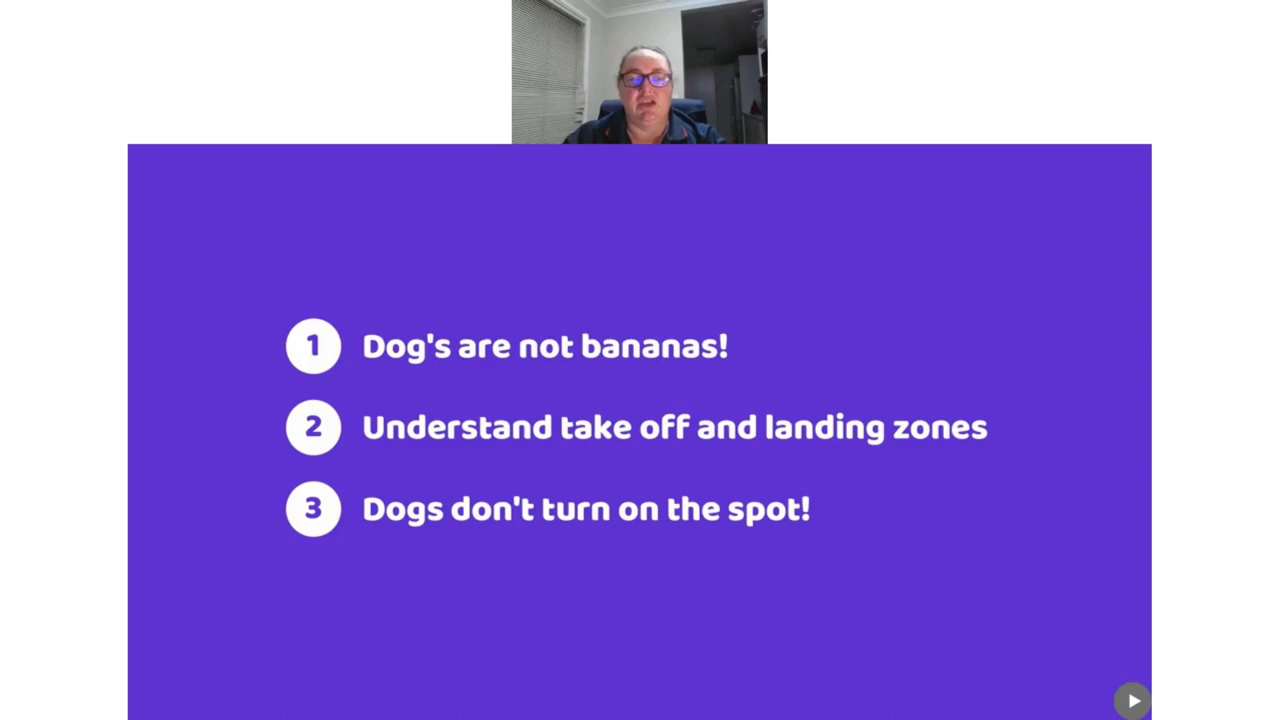 1 Dog's are not bananas!
2 Understand take off and landing zones
3 Dogs don't turn on the spot!